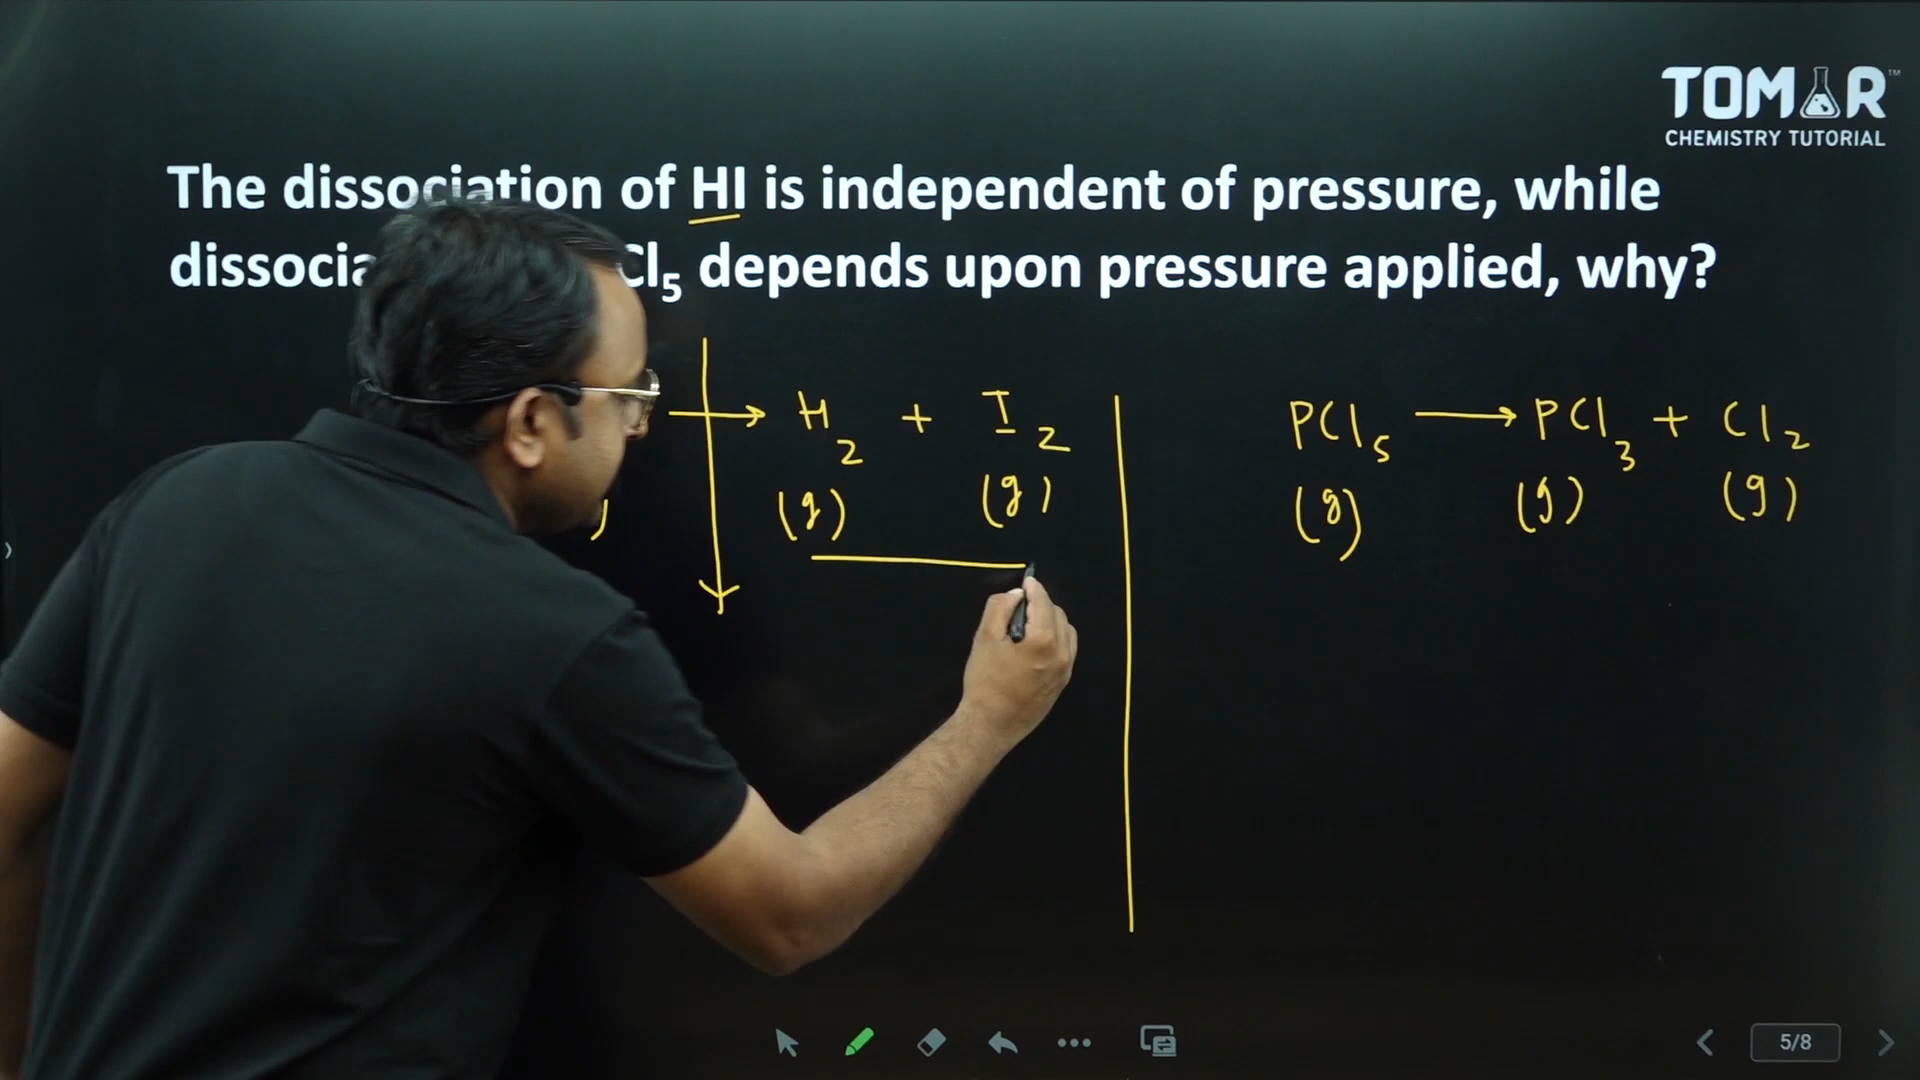 TOMAR™
CHEMISTRY TUTORIAL
The dissociation of HI is independent of pressure, while
dissocia Cl₅ depends upon pressure applied, why?
→ H₂ + I₂
) (g) (g)
PCl₅ → PCl₃ + Cl₂
(g) (g) (g)
5/8